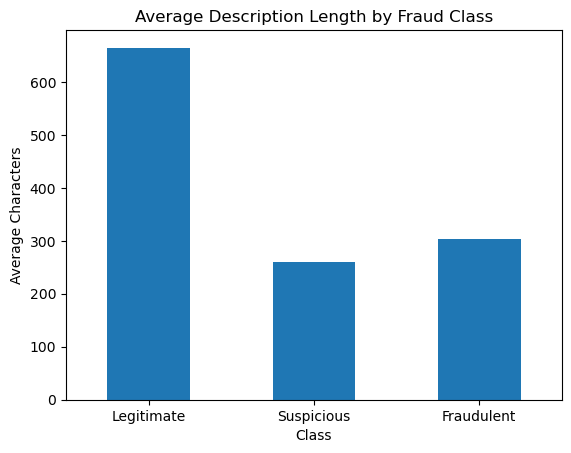 Average Description Length by Fraud Class
Average Characters
600
500
400
300
200
100
0
Legitimate Suspicious Fraudulent
Class